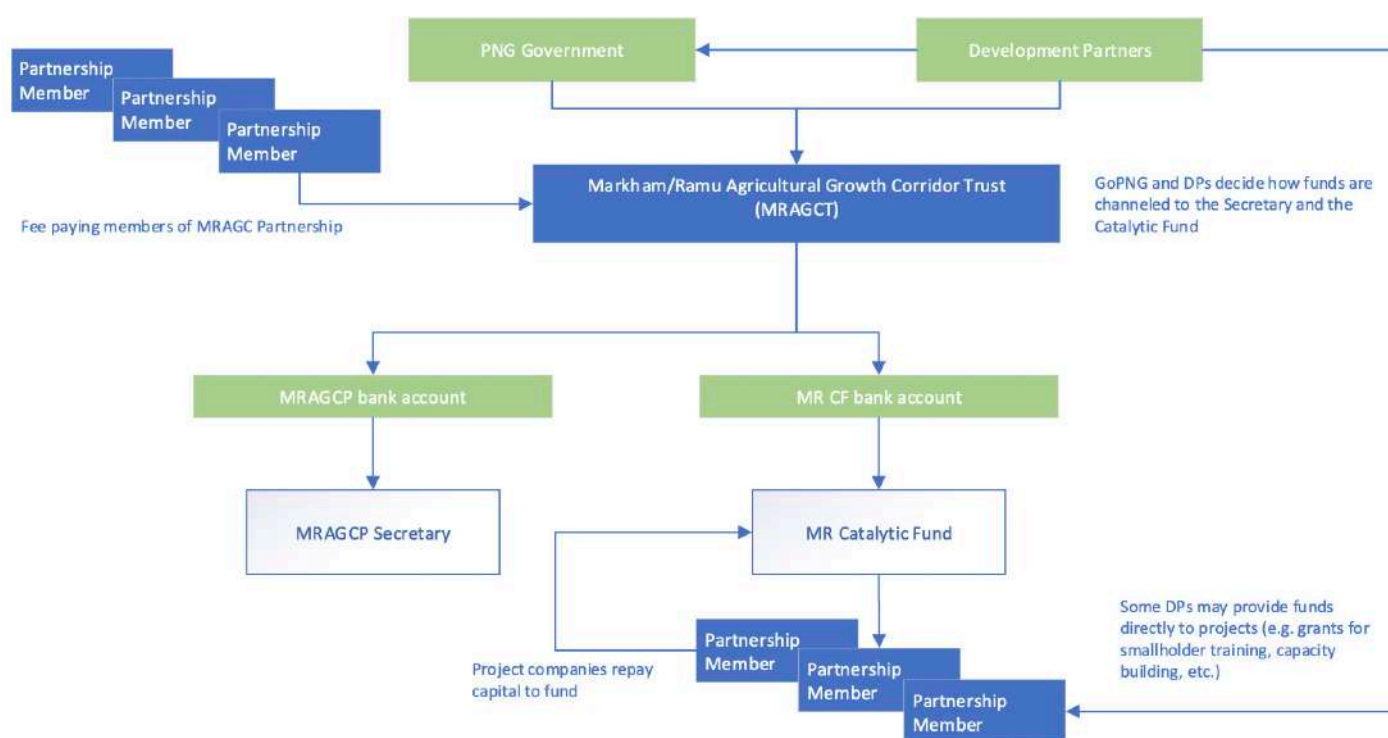 PNG Government
Development Partners
Partnership
Member
Partnership
Member
Partnership
Member
Markham/Ramu Agricultural Growth Corridor Trust
(MRAGCT)
GoPNG and DPs decide how funds are
channeled to the Secretary and the
Catalytic Fund
Fee paying members of MRAGC Partnership
MRAGCP bank account
MR CF bank account
MRAGCP Secretary
MR Catalytic Fund
Some DPs may provide funds
directly to projects (e.g. grants for
smallholder training, capacity
building, etc.)
Project companies repay
capital to fund
Partnership
Member
Partnership
Member
Partnership
Member